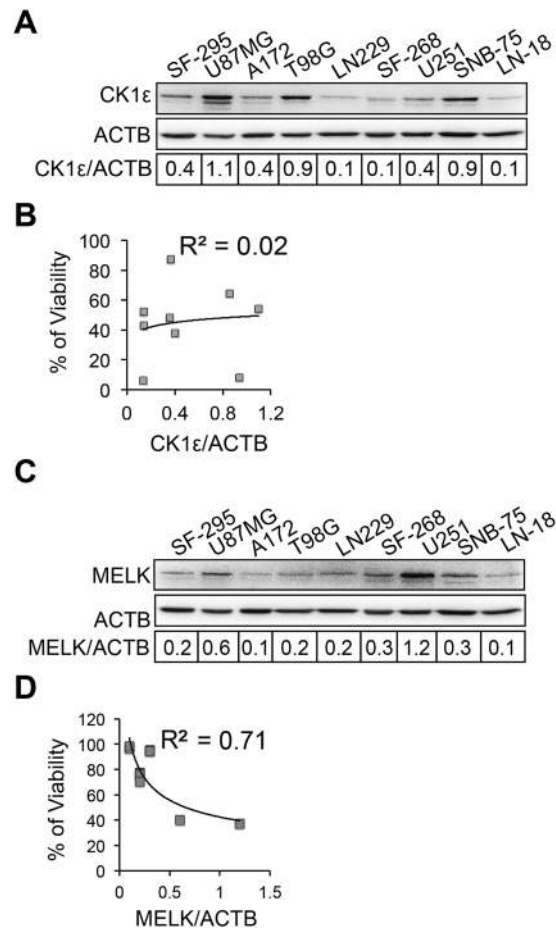 A
SF-295 U87MG A172 T98G LN229 SF-268 U251 SNB-75 LN-18
CK1ε
ACTB
CK1ε/ACTB 0.4 1.1 0.4 0.9 0.1 0.1 0.4 0.9 0.1
B
R² = 0.02
% of Viability
100
80
60
40
20
0
0 0.4 0.8 1.2
CK1ε/ACTB
C
SF-295 U87MG A172 T98G LN229 SF-268 U251 SNB-75 LN-18
MELK
ACTB
MELK/ACTB 0.2 0.6 0.1 0.2 0.2 0.3 1.2 0.3 0.1
D
R² = 0.71
% of Viability
120
100
80
60
40
20
0
0 0.5 1 1.5
MELK/ACTB